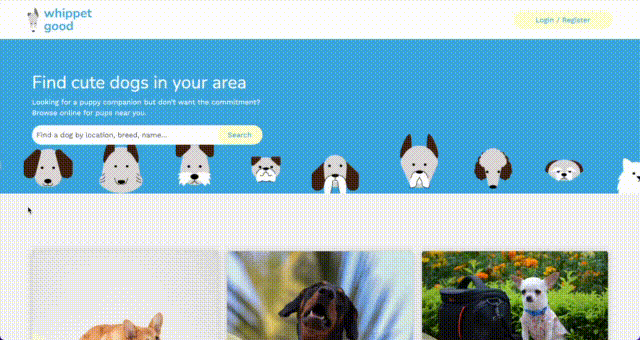 whippet
good
Login / Register
Find cute dogs in your area
Looking for a puppy companion but don't want the commitment?
Browse online for pups near you.
Find a dog by location, breed, name...
Search